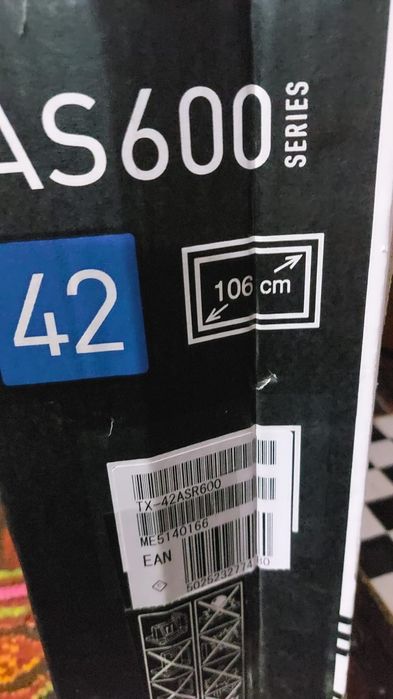 AS600
SERIES
42
106 cm
TX-42ASR600
ME5140166
EAN